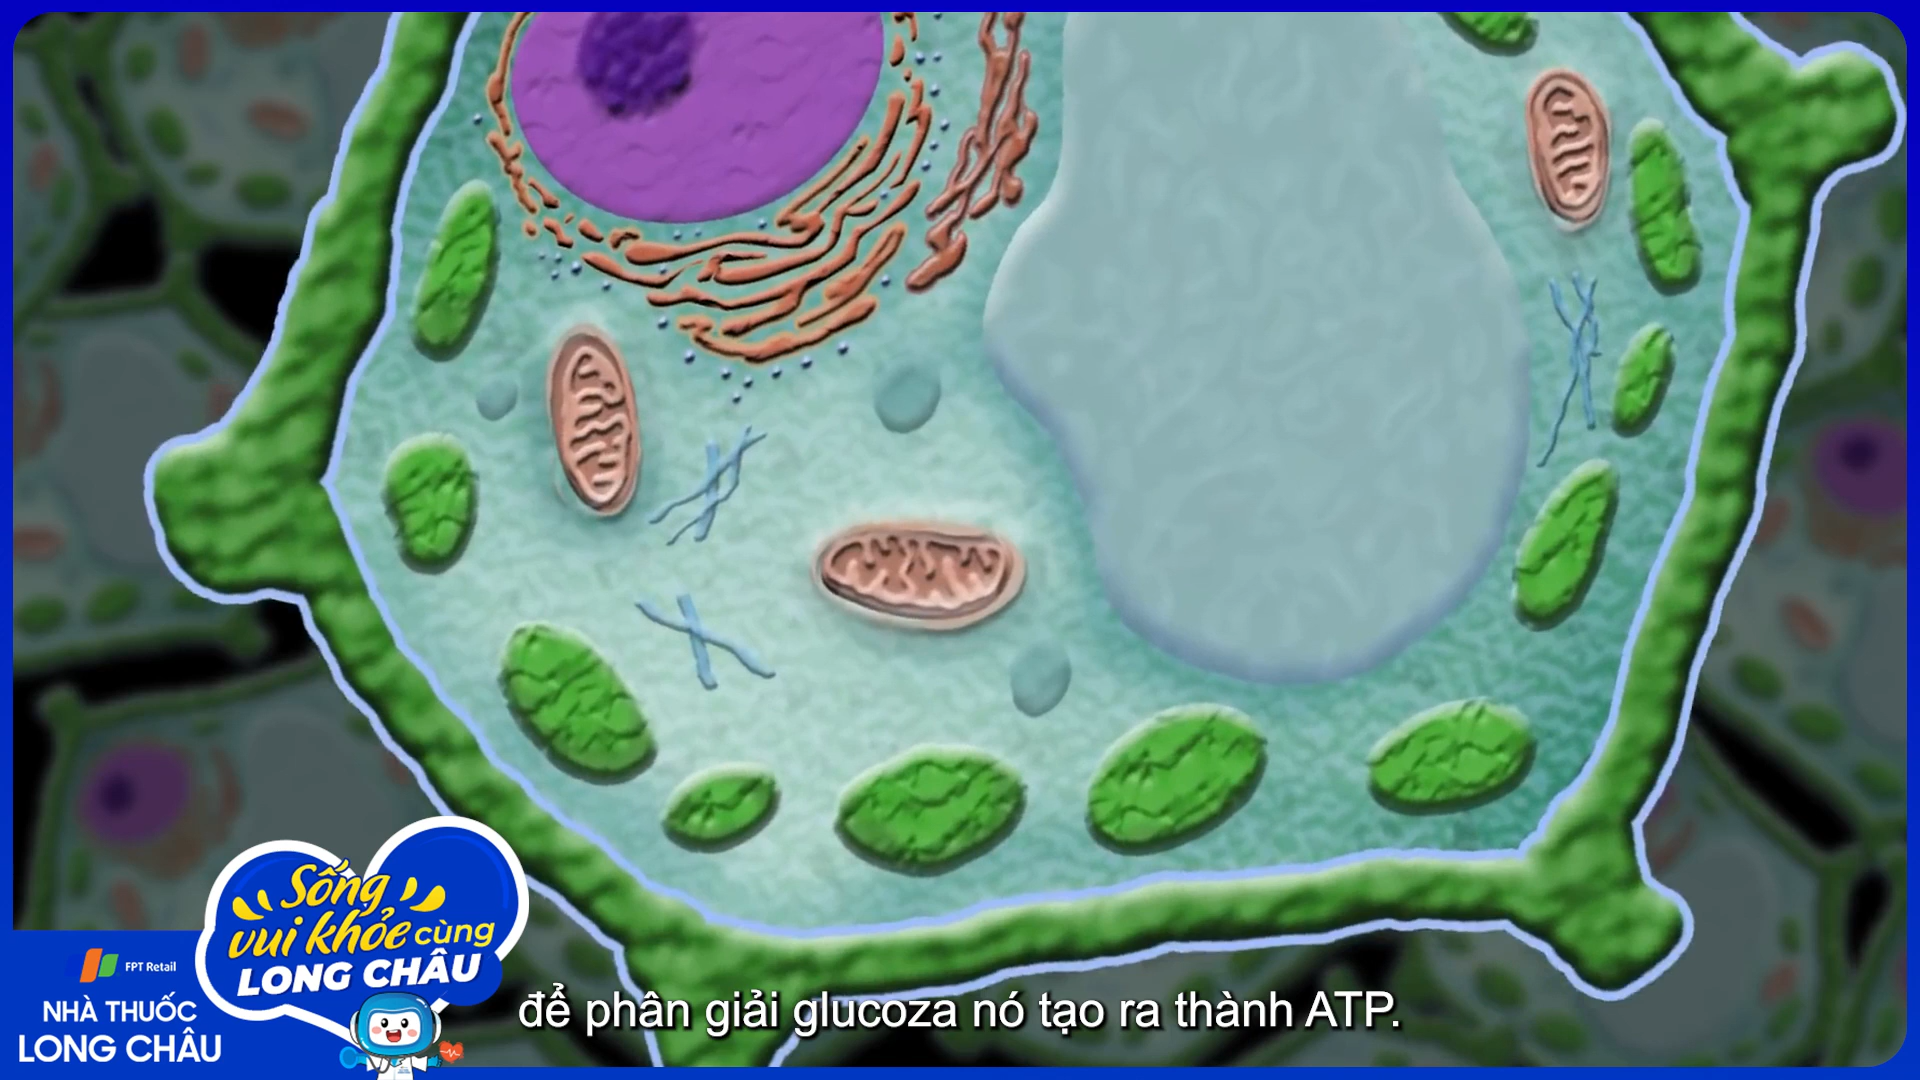 Sống
vui khỏe cùng
LONG CHÂU
FPT Retail
NHÀ THUỐC
LONG CHÂU
để phân giải glucoza nó tạo ra thành ATP.